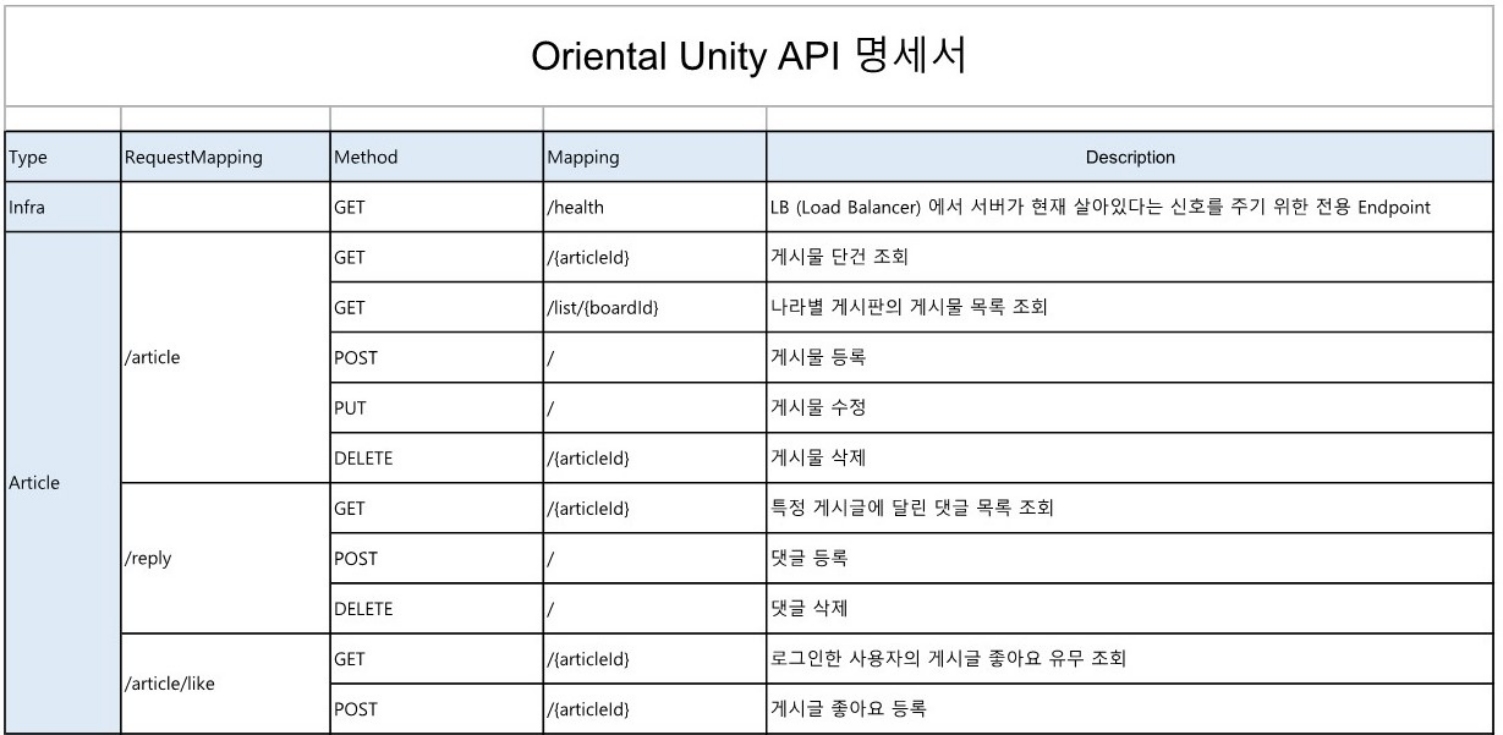 Oriental Unity API 명세서
Type RequestMapping Method Mapping Description
Infra GET /health LB (Load Balancer) 에서 서버가 현재 살아있다는 신호를 주기 위한 전용 Endpoint
Article /article GET /{articleId} 게시물 단건 조회
GET /list/{boardId} 나라별 게시판의 게시물 목록 조회
POST / 게시물 등록
PUT / 게시물 수정
DELETE /{articleId} 게시물 삭제
/reply GET /{articleId} 특정 게시글에 달린 댓글 목록 조회
POST / 댓글 등록
DELETE / 댓글 삭제
/article/like GET /{articleId} 로그인한 사용자의 게시글 좋아요 유무 조회
POST /{articleId} 게시글 좋아요 등록